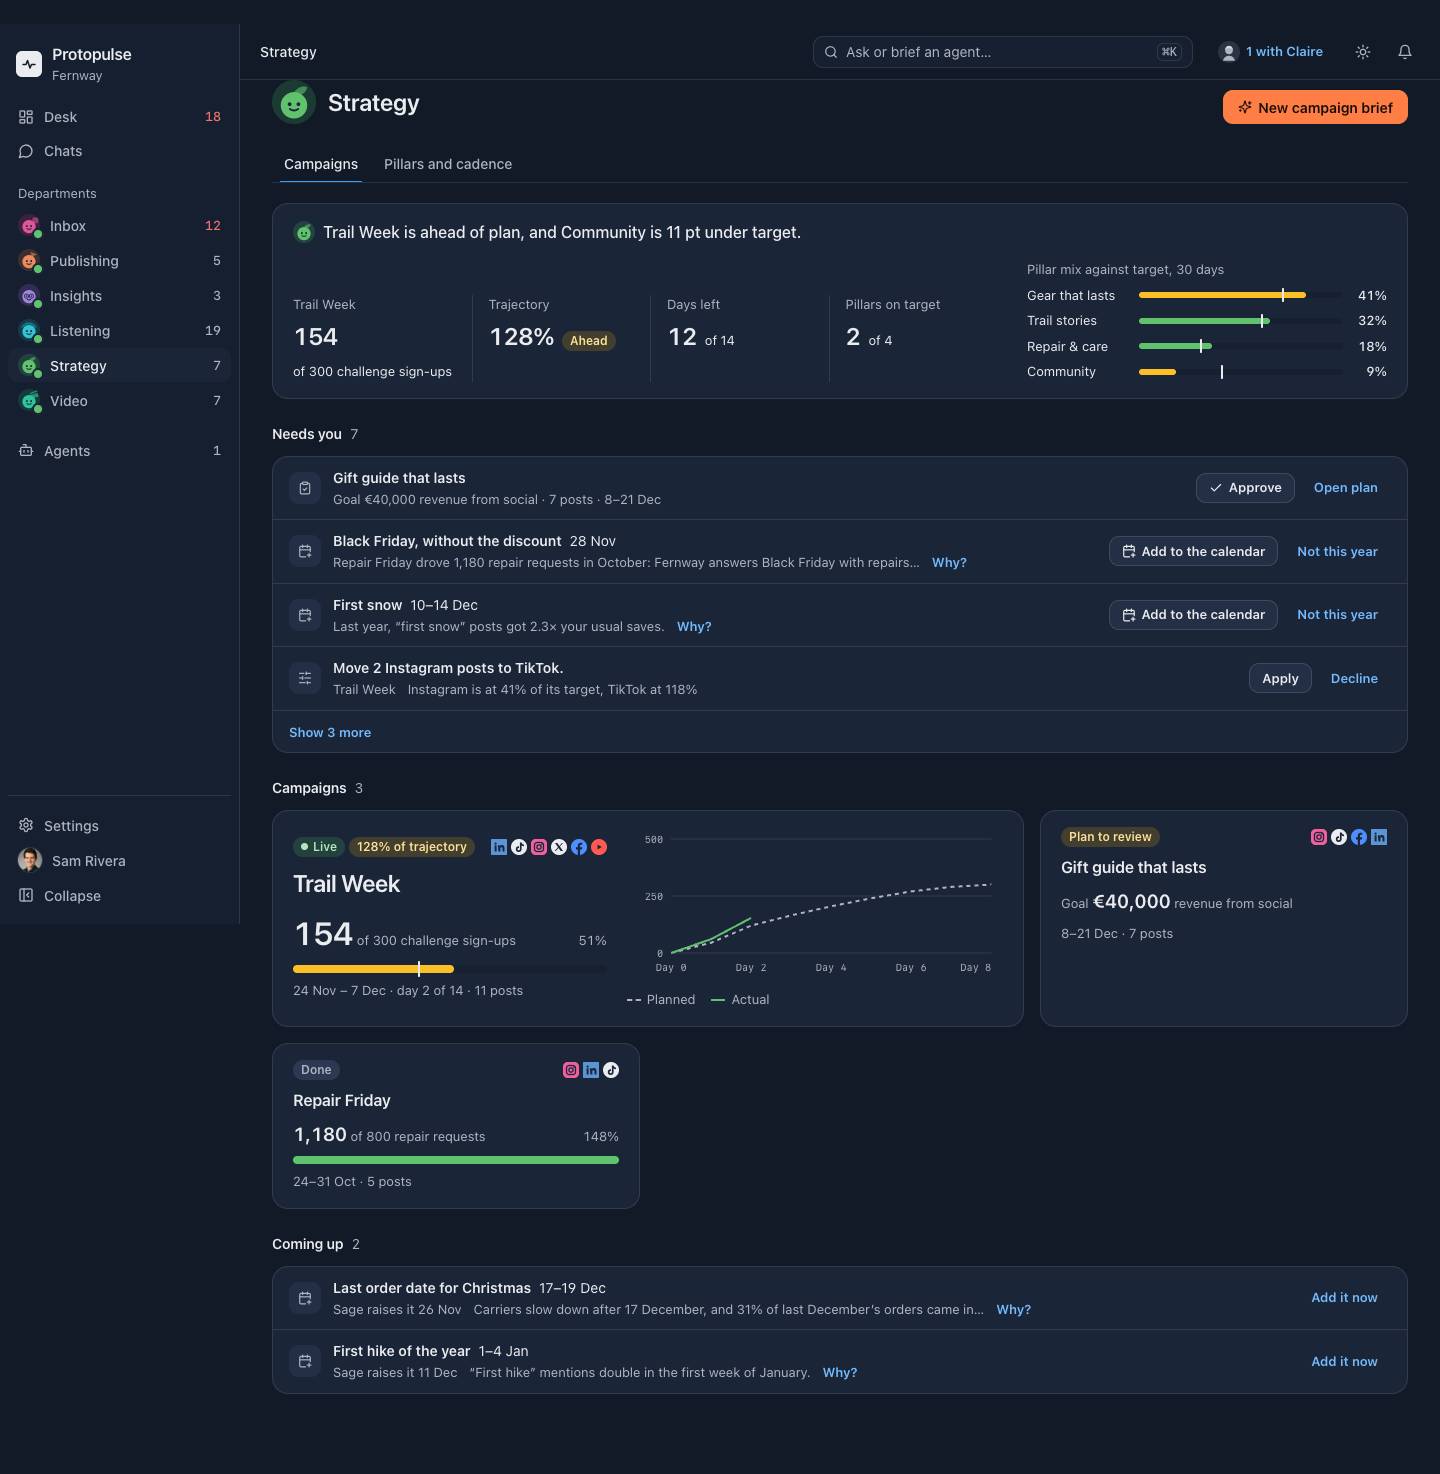 Protopulse
Fernway
Desk 18
Chats
Departments
Inbox 12
Publishing 5
Insights 3
Listening 19
Strategy 7
Video 7
Agents 1
Settings
Sam Rivera
Collapse
Strategy
Ask or brief an agent... ⌘K
1 with Claire
Strategy
New campaign brief
Campaigns
Pillars and cadence
Trail Week is ahead of plan, and Community is 11 pt under target.
Trail Week
154
of 300 challenge sign-ups
Trajectory
128% Ahead
Days left
12 of 14
Pillars on target
2 of 4
Pillar mix against target, 30 days
Gear that lasts 41%
Trail stories 32%
Repair & care 18%
Community 9%
Needs you 7
Gift guide that lasts
Goal €40,000 revenue from social · 7 posts · 8–21 Dec
Approve
Open plan
Black Friday, without the discount 28 Nov
Repair Friday drove 1,180 repair requests in October: Fernway answers Black Friday with repairs... Why?
Add to the calendar
Not this year
First snow 10–14 Dec
Last year, “first snow” posts got 2.3× your usual saves. Why?
Add to the calendar
Not this year
Move 2 Instagram posts to TikTok.
Trail Week Instagram is at 41% of its target, TikTok at 118%
Apply
Decline
Show 3 more
Campaigns 3
Live
128% of trajectory
Trail Week
154 of 300 challenge sign-ups 51%
24 Nov – 7 Dec · day 2 of 14 · 11 posts
500
250
0
Day 0 Day 2 Day 4 Day 6 Day 8
Planned Actual
Plan to review
Gift guide that lasts
Goal €40,000 revenue from social
8–21 Dec · 7 posts
Done
Repair Friday
1,180 of 800 repair requests 148%
24–31 Oct · 5 posts
Coming up 2
Last order date for Christmas 17–19 Dec
Sage raises it 26 Nov Carriers slow down after 17 December, and 31% of last December's orders came in... Why?
Add it now
First hike of the year 1–4 Jan
Sage raises it 11 Dec “First hike” mentions double in the first week of January. Why?
Add it now